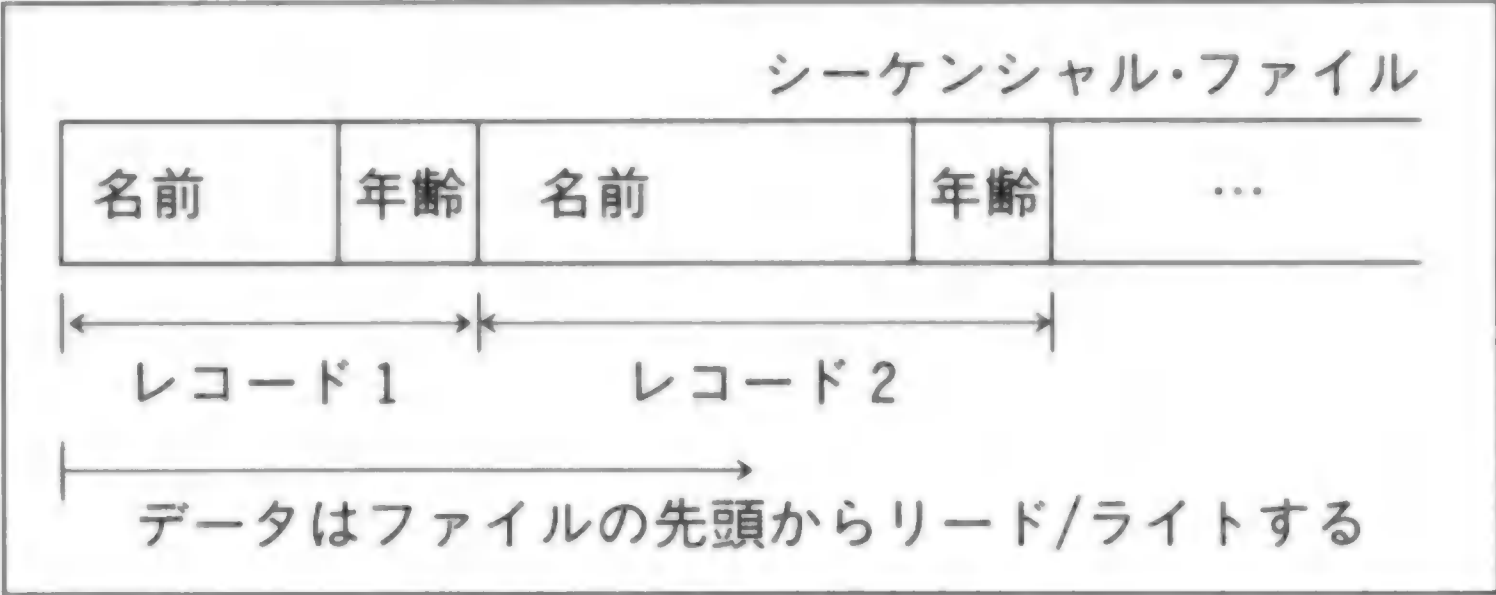 シーケンシャル・ファイル
名前 年齢 名前 年齢 …
レコード1 レコード2
データはファイルの先頭からリード/ライトする